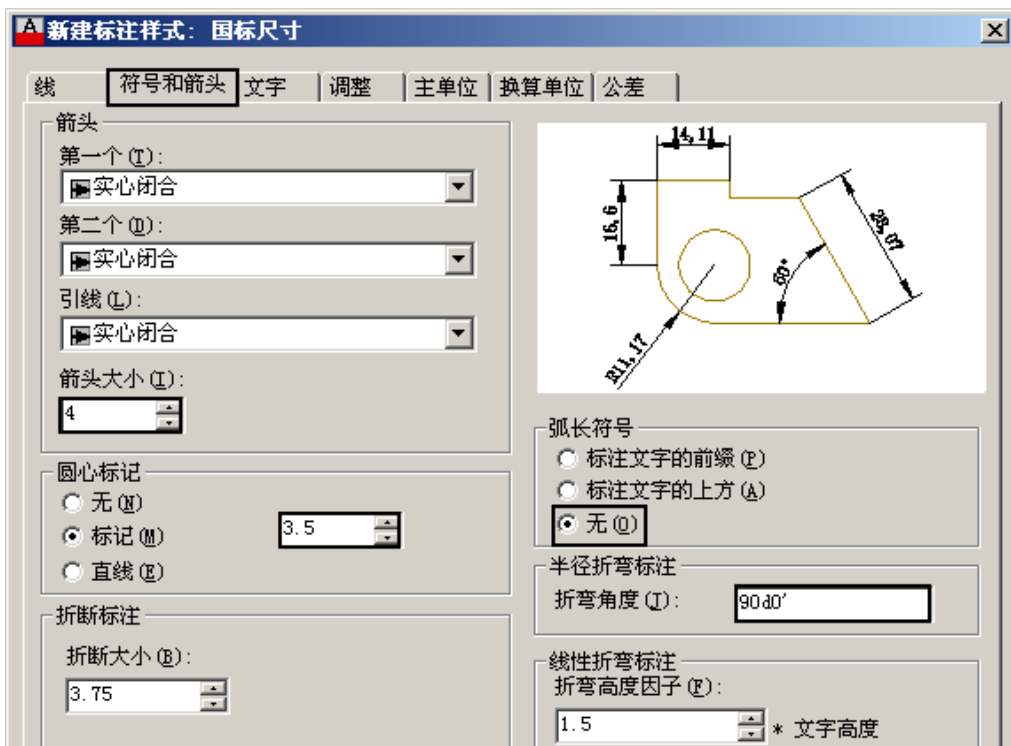 新建标注样式: 国标尺寸
线 符号和箭头 文字 调整 主单位 换算单位 公差
箭头
第一个(T):
实心闭合
第二个(D):
实心闭合
引线(L):
实心闭合
箭头大小(I):
4
圆心标记
无(N)
标记(M)
3.5
直线(E)
折断标注
折断大小(B):
3.75
14,11
16,6
28,07
60°
R11,17
弧长符号
标注文字的前缀(P)
标注文字的上方(A)
无(O)
半径折弯标注
折弯角度(J):
90d0′
线性折弯标注
折弯高度因子(F):
1.5
* 文字高度